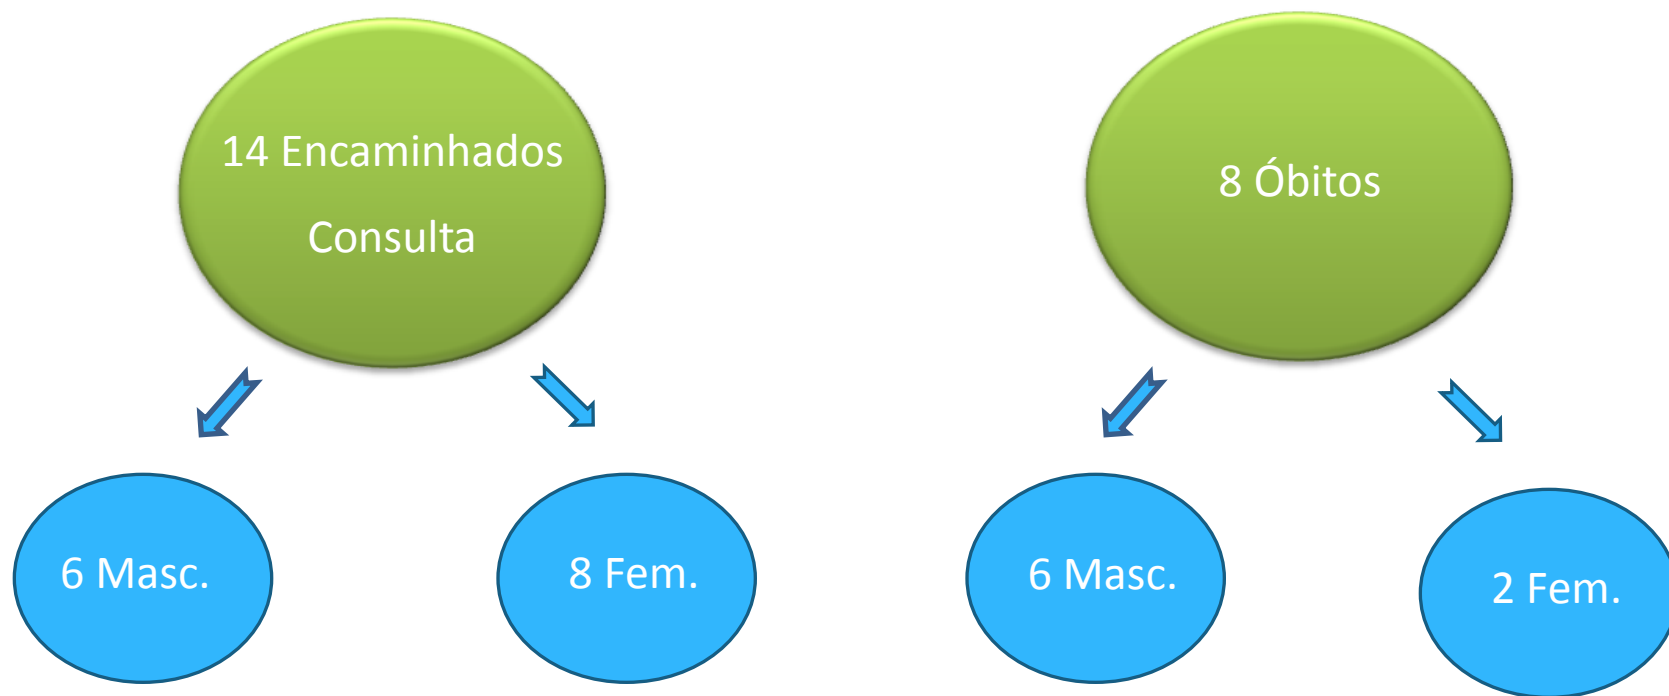 14 Encaminhados
Consulta
8 Óbitos
6 Masc.
8 Fem.
6 Masc.
2 Fem.